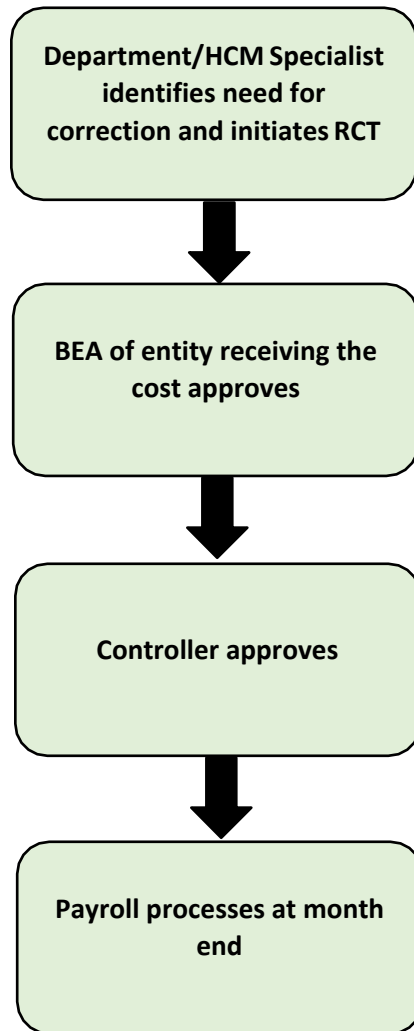 Department/HCM Specialist
identifies need for
correction and initiates RCT
BEA of entity receiving the
cost approves
Controller approves
Payroll processes at month
end